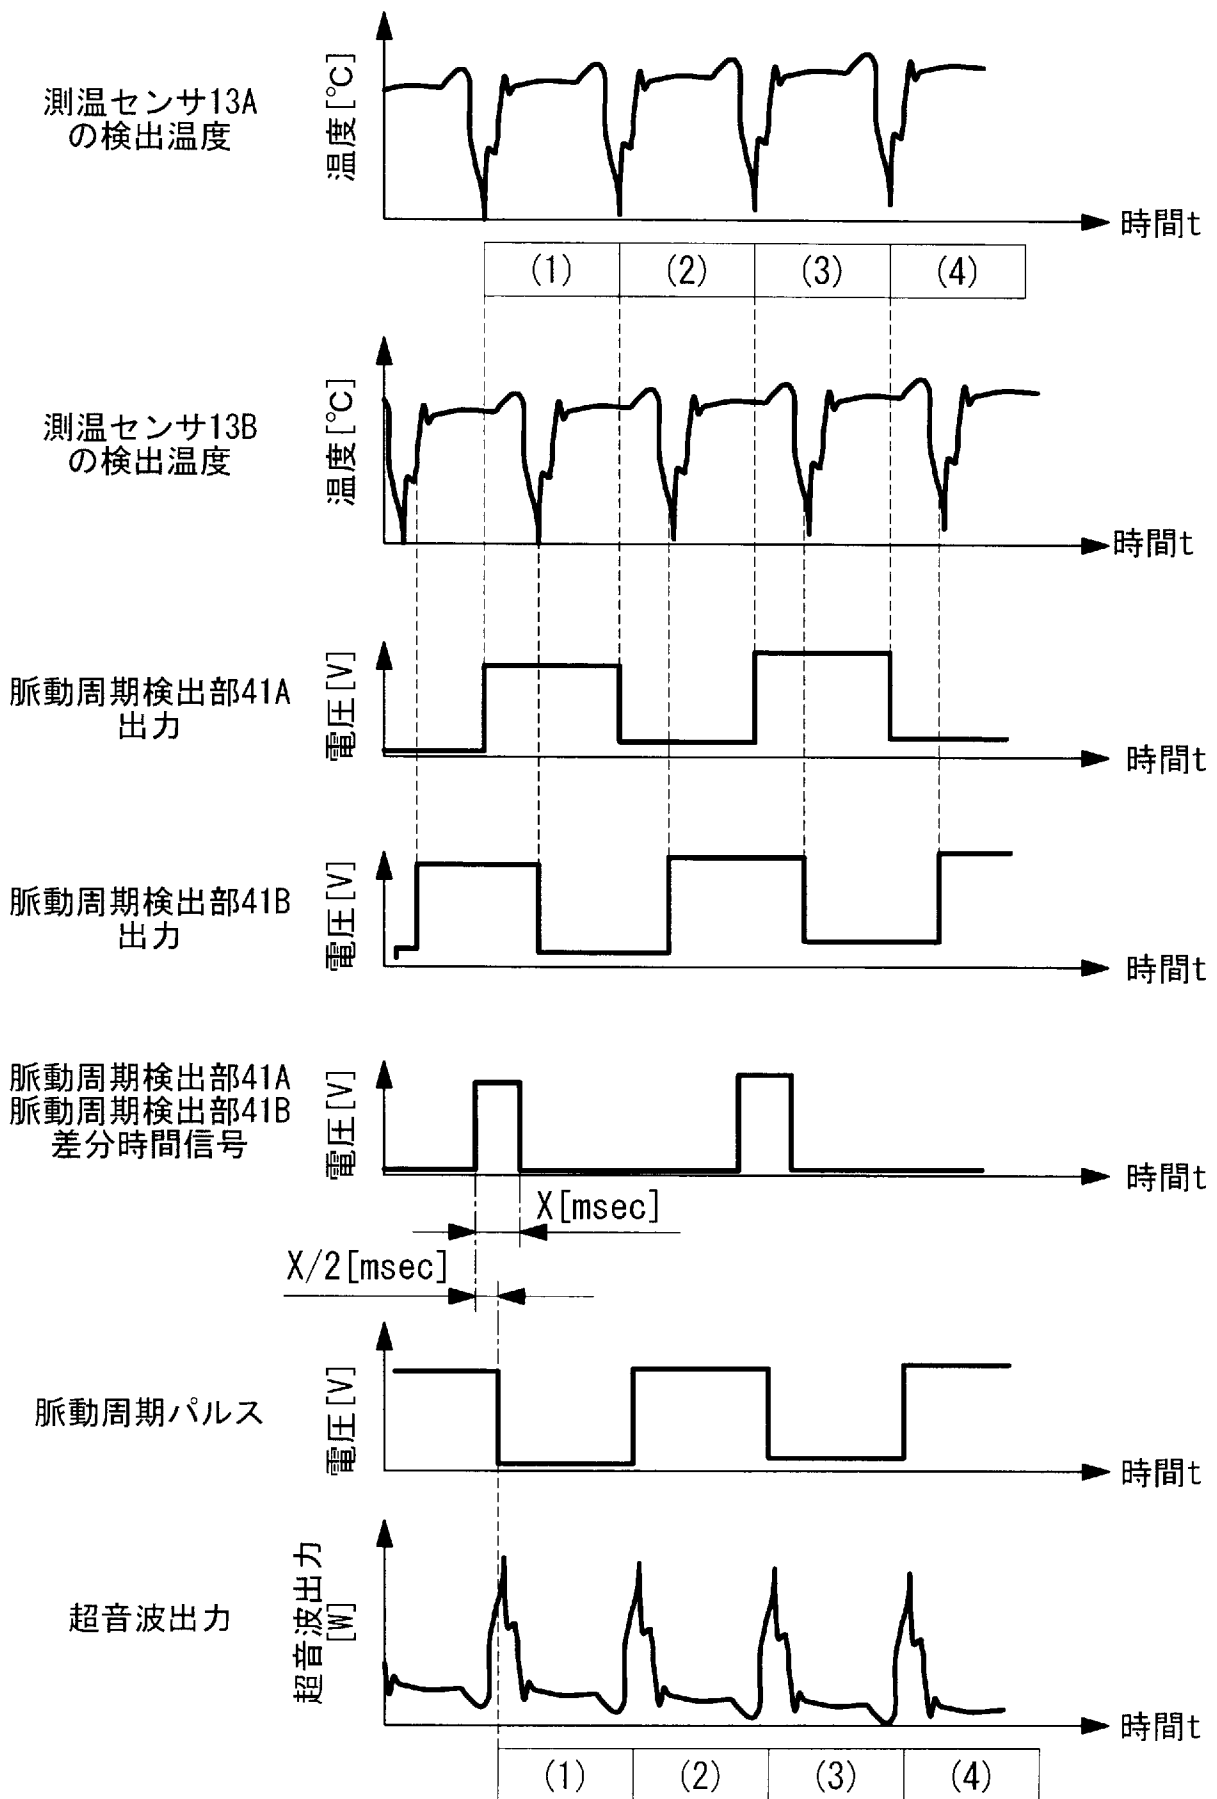 測温センサ13A
の検出温度
温度[℃]
時間t
(1)
(2)
(3)
(4)
測温センサ13B
の検出温度
温度[℃]
時間t
脈動周期検出部41A
出力
電圧[V]
時間t
脈動周期検出部41B
出力
電圧[V]
時間t
脈動周期検出部41A
脈動周期検出部41B
差分時間信号
電圧[V]
時間t
X[msec]
X/2[msec]
脈動周期パルス
電圧[V]
時間t
超音波出力
超音波出力
[W]
時間t
(1)
(2)
(3)
(4)